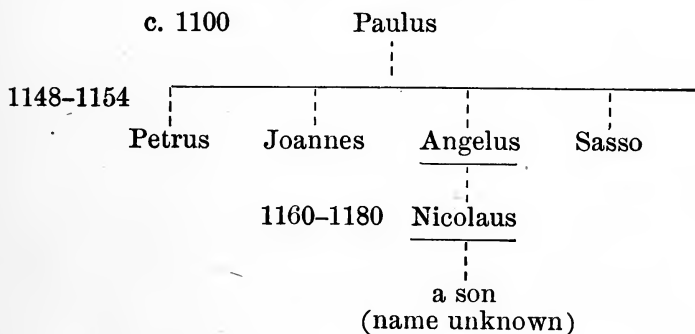 c. 1100 Paulus
1148–1154
Petrus Joannes Angelus Sasso
1160–1180 Nicolaus
a son
(name unknown)